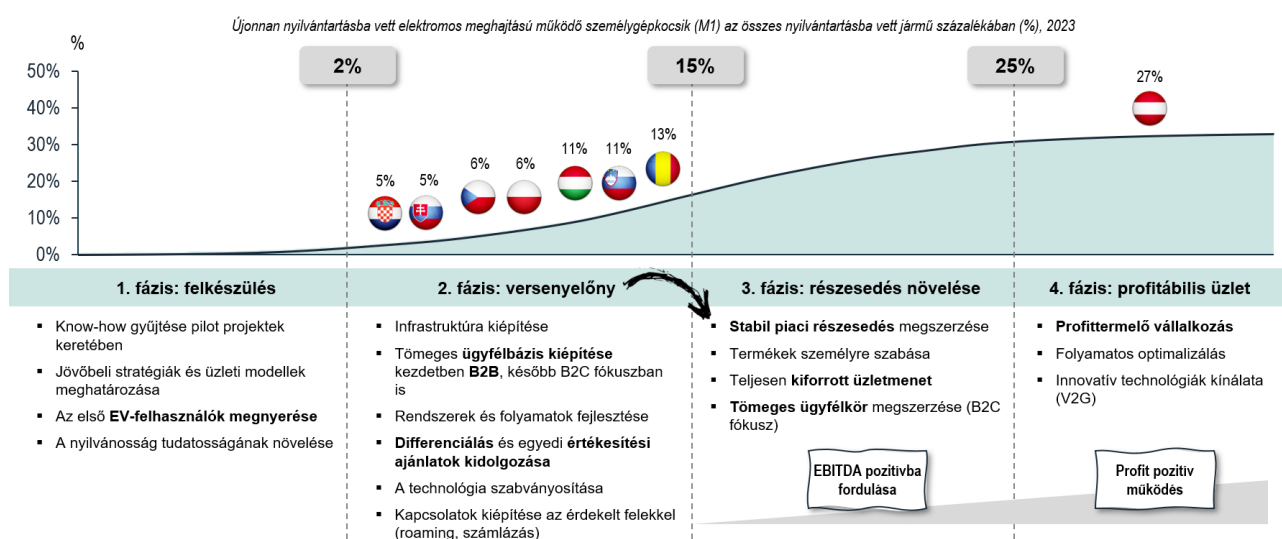 Újonnan nyilvántartásba vett elektromos meghajtású működő személygépkocsik (M1) az összes nyilvántartásba vett jármű százalékában (%), 2023
%
50%
40%
30%
20%
10%
0%
2%
15%
25%
5%
5%
6%
6%
11%
11%
13%
27%
1. fázis: felkészülés
▪ Know-how gyűjtése pilot projektek
keretében
▪ Jövőbeli stratégiák és üzleti modellek
meghatározása
▪ Az első EV-felhasználók megnyerése
▪ A nyilvánosság tudatosságának növelése
2. fázis: versenyelőny
▪ Infrastruktúra kiépítése
▪ Tömeges ügyfélbázis kiépítése
kezdetben B2B, később B2C fókuszban
is
▪ Rendszerek és folyamatok fejlesztése
▪ Differenciálás és egyedi értékesítési
ajánlatok kidolgozása
▪ A technológia szabványosítása
▪ Kapcsolatok kiépítése az érdekelt felekkel
(roaming, számlázás)
3. fázis: részesedés növelése
▪ Stabil piaci részesedés megszerzése
▪ Termékek személyre szabása
▪ Teljesen kiforrott üzletmenet
▪ Tömeges ügyfélkör megszerzése (B2C
fókusz)
EBITDA pozitívba
fordulása
4. fázis: profitábilis üzlet
▪ Profittermelő vállalkozás
▪ Folyamatos optimalizálás
▪ Innovatív technológiák kínálata
(V2G)
Profit pozitív
működés